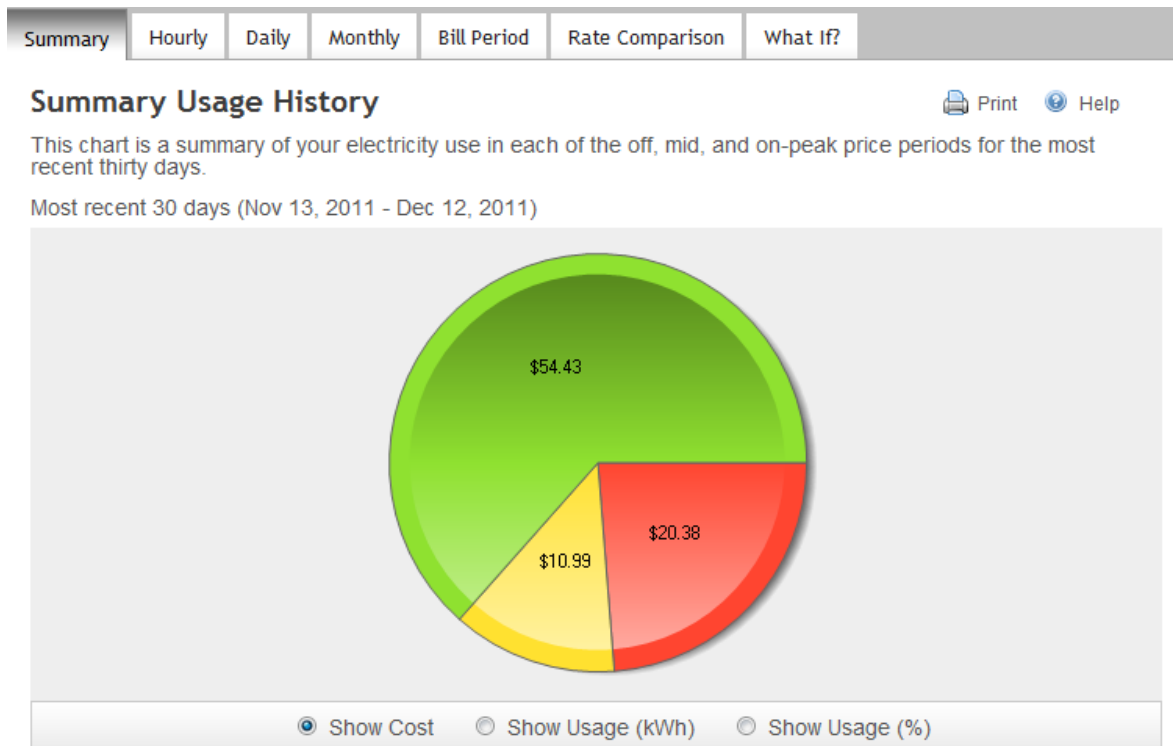 Summary Hourly Daily Monthly Bill Period Rate Comparison What If?
Summary Usage History Print Help
This chart is a summary of your electricity use in each of the off, mid, and on-peak price periods for the most
recent thirty days.
Most recent 30 days (Nov 13, 2011 - Dec 12, 2011)
$54.43
$20.38
$10.99
Show Cost Show Usage (kWh) Show Usage (%)